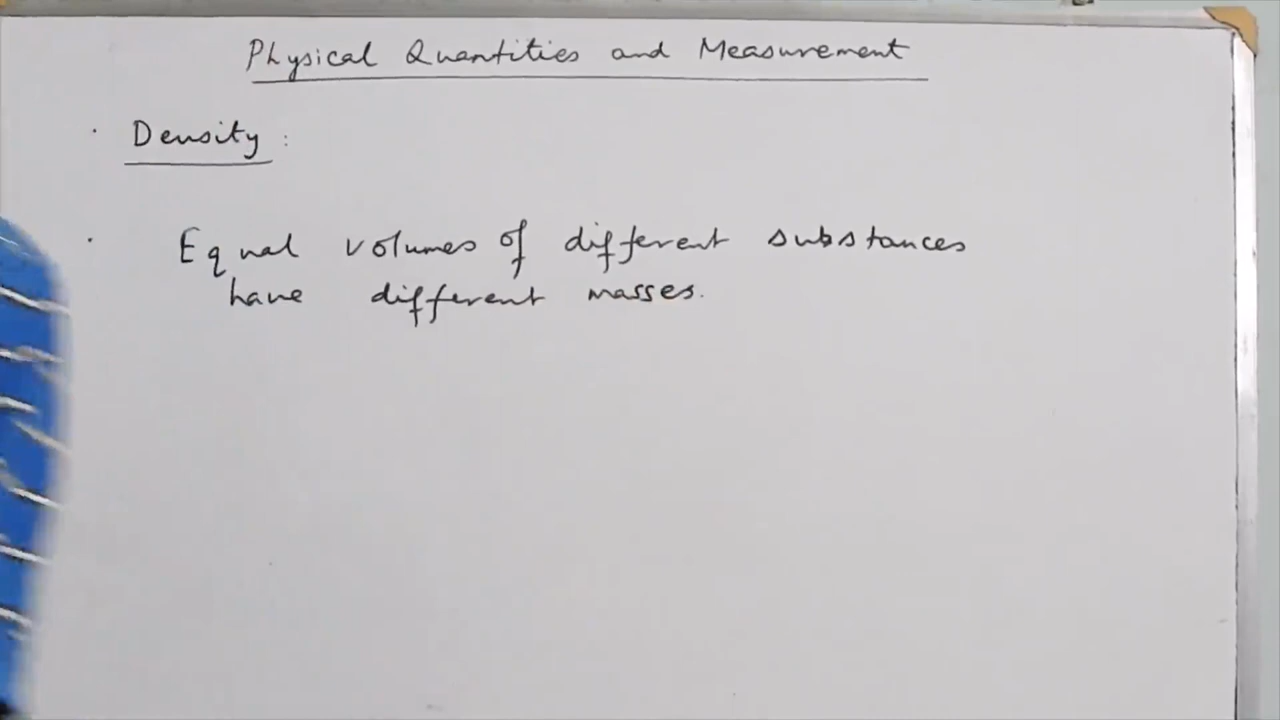 Physical Quantities and Measurement
· Density :
· Equal volumes of different substances
have different masses.